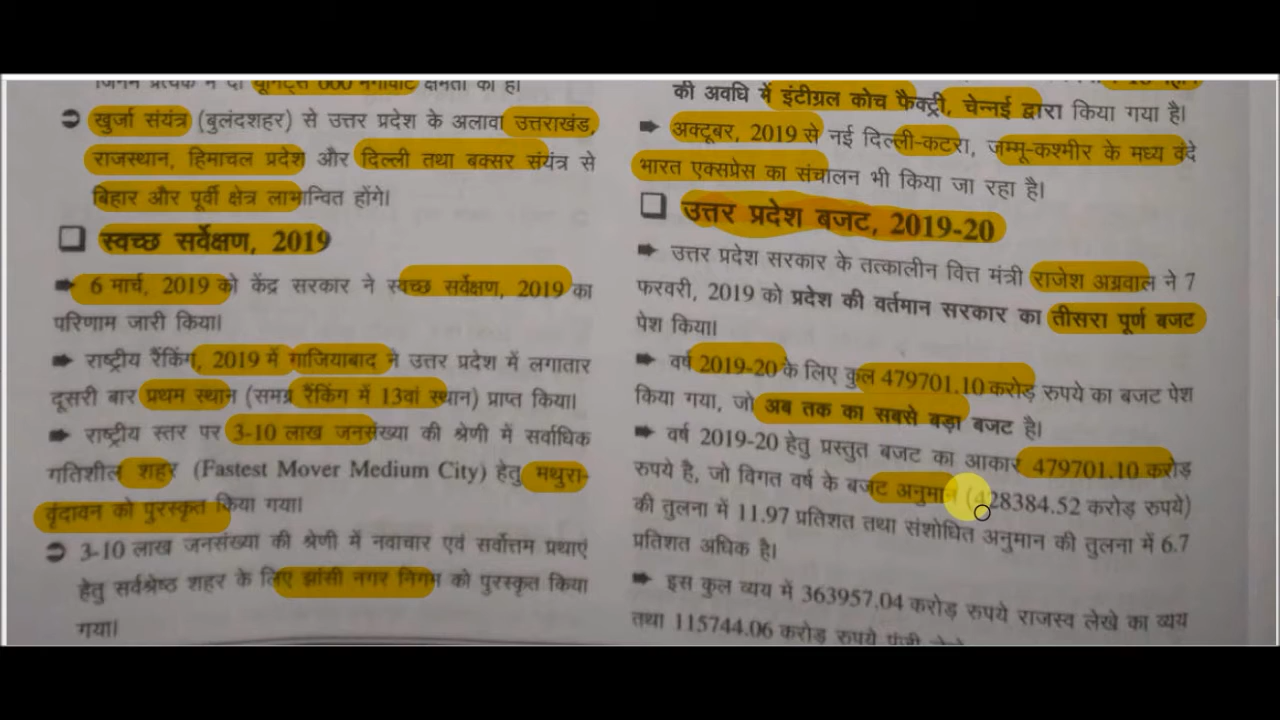 जिनमें प्रत्येक में दो यूनिट्स 660 मेगावॉट क्षमता की हैं।
खुर्जा संयंत्र (बुलंदशहर) से उत्तर प्रदेश के अलावा उत्तराखंड,
राजस्थान, हिमाचल प्रदेश और दिल्ली तथा बक्सर संयंत्र से
बिहार और पूर्वी क्षेत्र लाभान्वित होंगे।
स्वच्छ सर्वेक्षण, 2019
6 मार्च, 2019 को केंद्र सरकार ने स्वच्छ सर्वेक्षण, 2019 का
परिणाम जारी किया।
राष्ट्रीय रैंकिंग, 2019 में गाजियाबाद ने उत्तर प्रदेश में लगातार
दूसरी बार प्रथम स्थान (समग्र रैंकिंग में 13वां स्थान) प्राप्त किया।
राष्ट्रीय स्तर पर 3-10 लाख जनसंख्या की श्रेणी में सर्वाधिक
गतिशील शहर (Fastest Mover Medium City) हेतु मथुरा-
वृंदावन को पुरस्कृत किया गया।
3-10 लाख जनसंख्या की श्रेणी में नवाचार एवं सर्वोत्तम प्रथाएं
हेतु सर्वश्रेष्ठ शहर के लिए झांसी नगर निगम को पुरस्कृत किया
गया।
की अवधि में इंटीग्रल कोच फैक्ट्री, चेन्नई द्वारा किया गया है।
अक्टूबर, 2019 से नई दिल्ली-कटरा, जम्मू-कश्मीर के मध्य वंदे
भारत एक्सप्रेस का संचालन भी किया जा रहा है।
उत्तर प्रदेश बजट, 2019-20
उत्तर प्रदेश सरकार के तत्कालीन वित्त मंत्री राजेश अग्रवाल ने 7
फरवरी, 2019 को प्रदेश की वर्तमान सरकार का तीसरा पूर्ण बजट
पेश किया।
वर्ष 2019-20 के लिए कुल 479701.10 करोड़ रुपये का बजट पेश
किया गया, जो अब तक का सबसे बड़ा बजट है।
वर्ष 2019-20 हेतु प्रस्तुत बजट का आकार 479701.10 करोड़
रुपये है, जो विगत वर्ष के बजट अनुमान (428384.52 करोड़ रुपये)
की तुलना में 11.97 प्रतिशत तथा संशोधित अनुमान की तुलना में 6.7
प्रतिशत अधिक है।
इस कुल व्यय में 363957.04 करोड़ रुपये राजस्व लेखे का व्यय
तथा 115744.06 करोड़ रुपये पूंजी लेखे